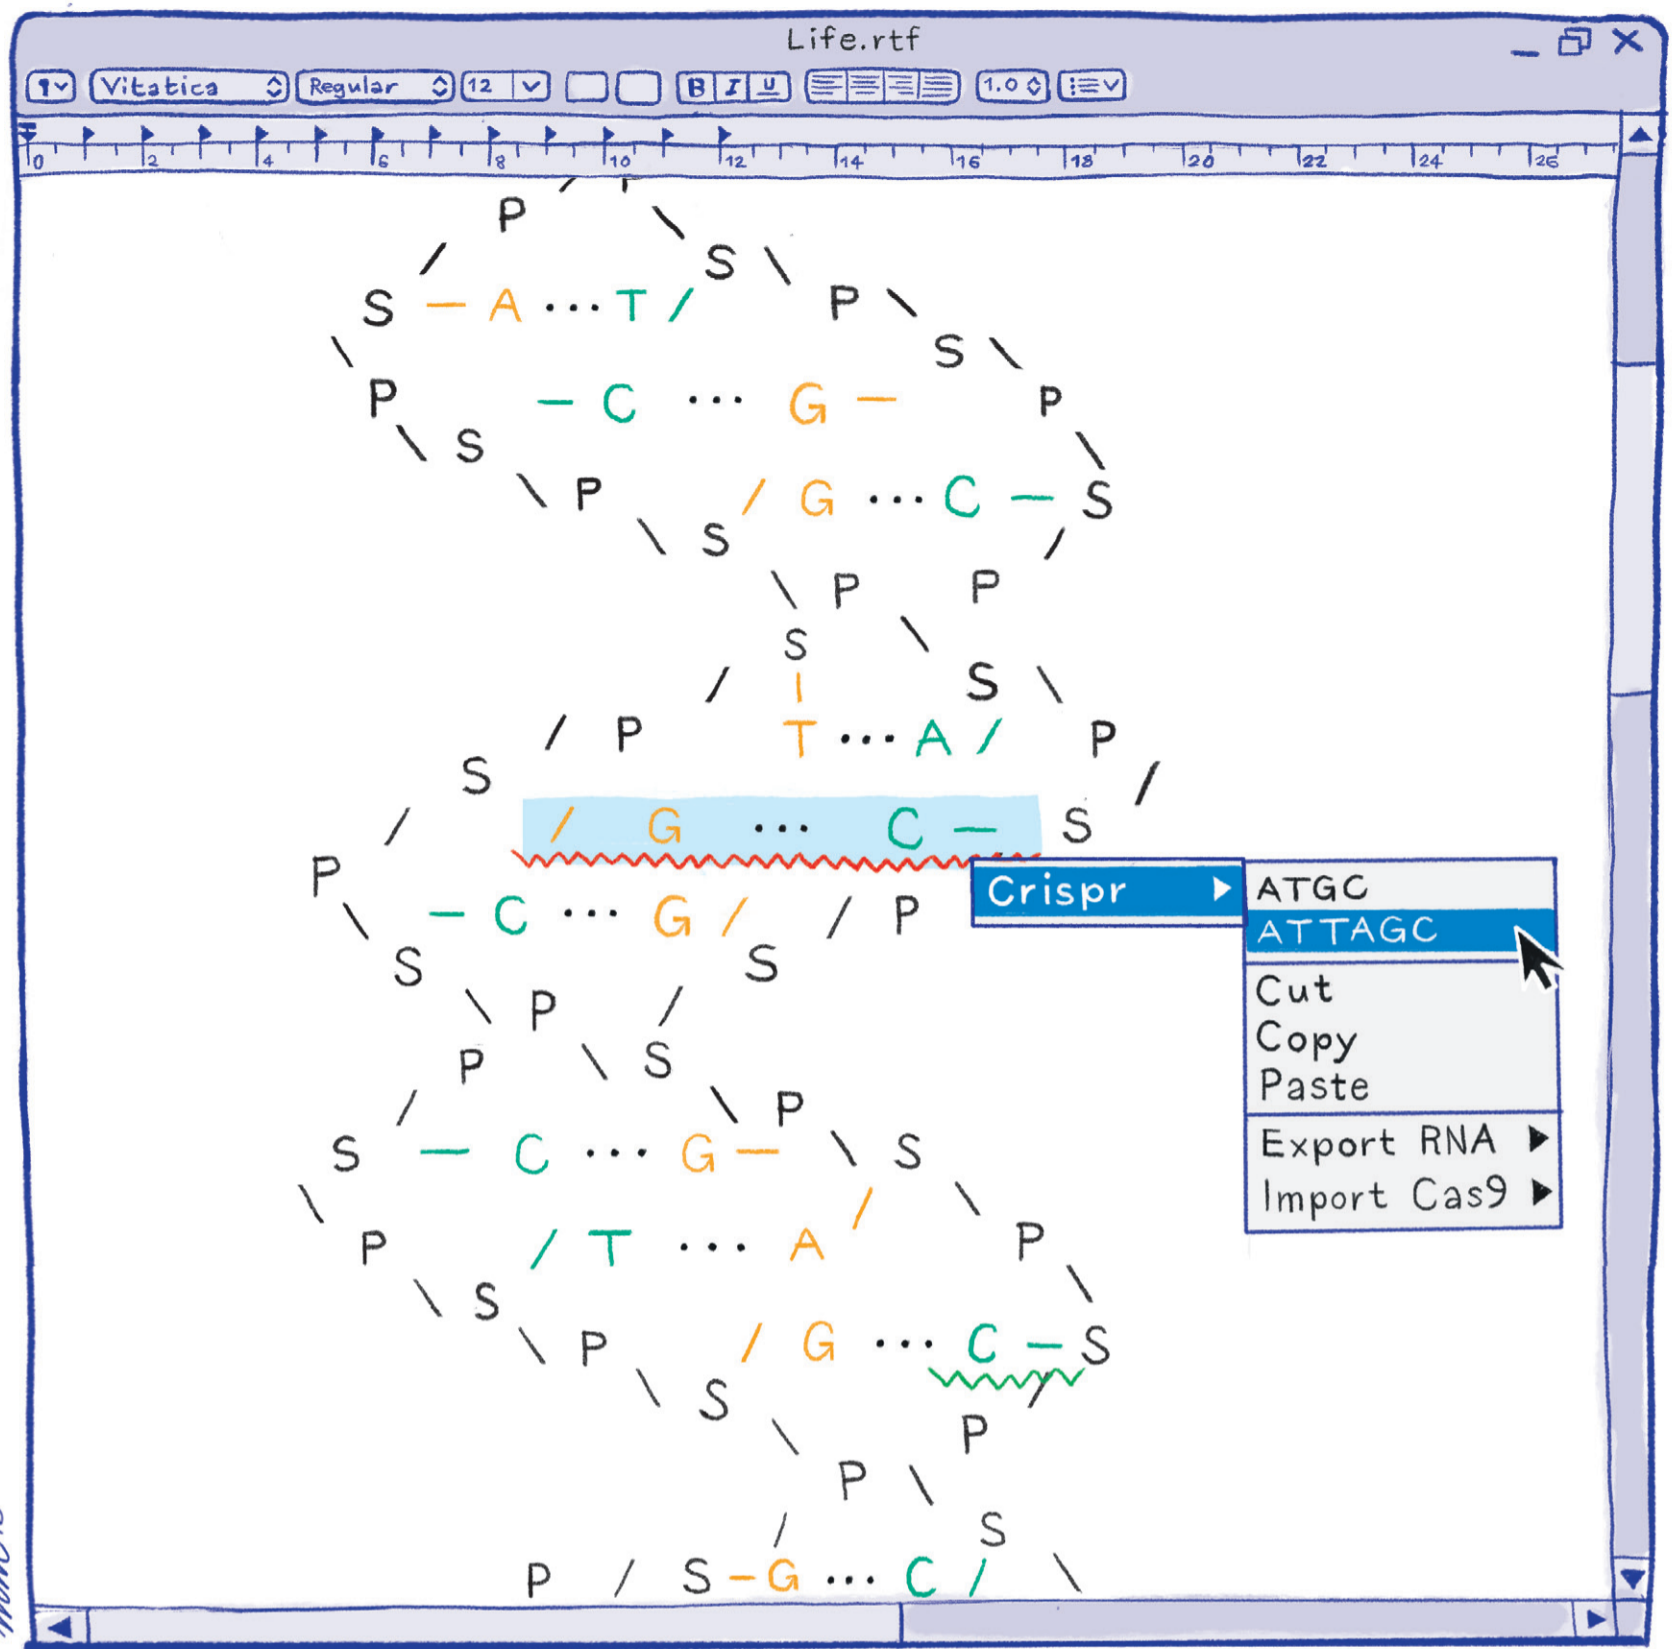 Life.rtf
Vitatica Regular 12 B I U 1.0
0 2 4 6 8 10 12 14 16 18 20 22 24 26
P
S \
S — A ... T / P \
S \
P — C ... G — P
\ S
\ P / G ... C — S
\ S /
\ P P
S \
/ | S \
/ P T ... A / P
S /
/ / G ... C — S
P Crispr ▶ ATGC
\ — C ... G / / P ATTAGC
S S
\ P / Cut
P \ S Copy
/ \ P Paste
S — C ... G — \ S Export RNA ▶
\ / \ Import Cas9 ▶
P / T ... A P
\ S \
\ P / G ... C — S
\ S /
\ P
P \
/ S
P / S — G ... C / \